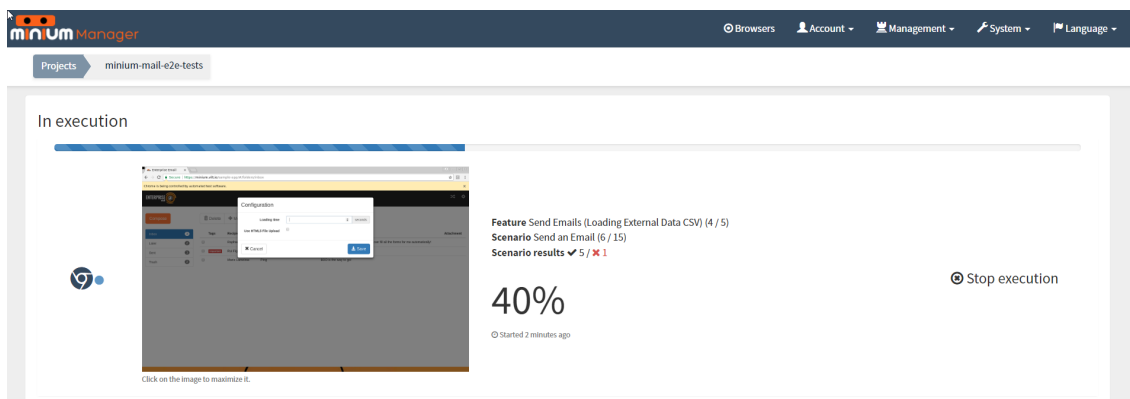 minium Manager
Browsers Account Management System Language
Projects minium-mail-e2e-tests
In execution
Configuration
Cancel
Save
Feature Send Emails (Loading External Data CSV) (4 / 5)
Scenario Send an Email (6 / 15)
Scenario results ✔ 5 / ✖ 1
Stop execution
40%
Started 2 minutes ago
Click on the image to maximize it.